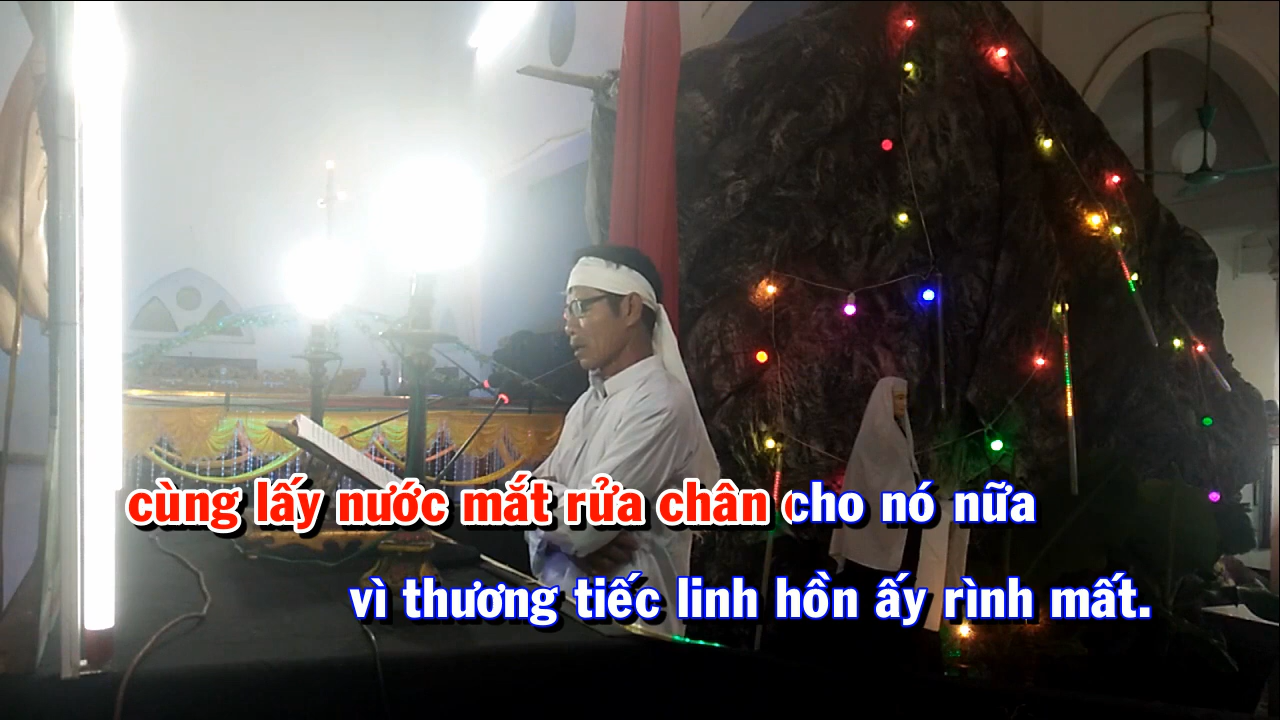 cùng lấy nước mắt rửa chân cho nó nữa
vì thương tiếc linh hồn ấy rình mất.